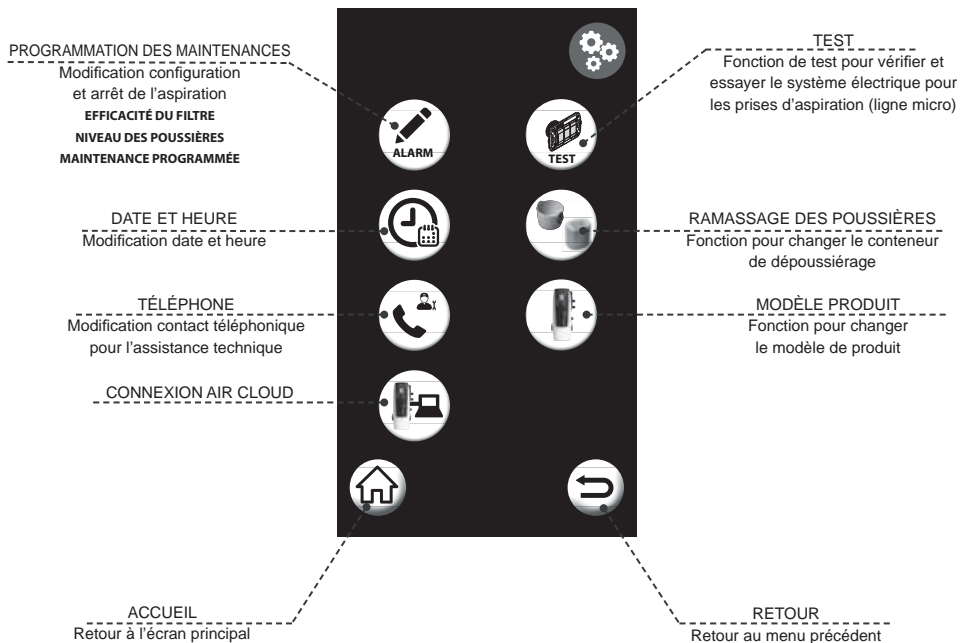 PROGRAMMATION DES MAINTENANCES
Modification configuration
et arrêt de l'aspiration
EFFICACITÉ DU FILTRE
NIVEAU DES POUSSIÈRES
MAINTENANCE PROGRAMMÉE
TEST
Fonction de test pour vérifier et
essayer le système électrique pour
les prises d'aspiration (ligne micro)
ALARM
TEST
DATE ET HEURE
Modification date et heure
RAMASSAGE DES POUSSIÈRES
Fonction pour changer le conteneur
de dépoussiérage
TÉLÉPHONE
Modification contact téléphonique
pour l'assistance technique
MODÈLE PRODUIT
Fonction pour changer
le modèle de produit
CONNEXION AIR CLOUD
ACCUEIL
Retour à l'écran principal
RETOUR
Retour au menu précédent